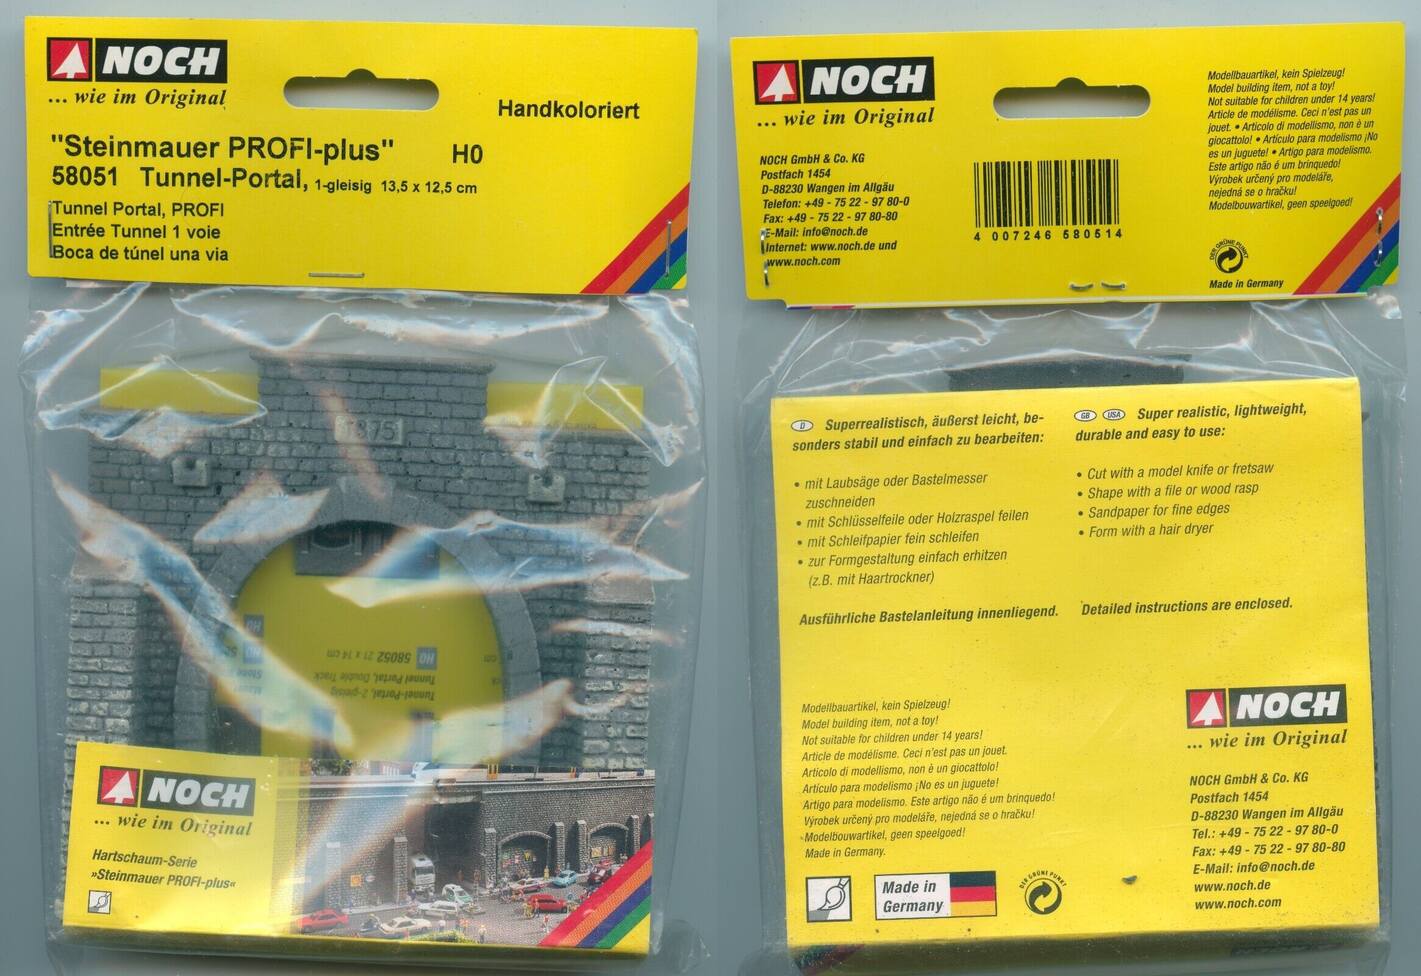 NOCH
... wie im Original
Handkoloriert
"Steinmauer PROFI-plus" H0
58051 Tunnel-Portal, 1-gleisig 13,5 x 12,5 cm
Tunnel Portal, PROFI
Entrée Tunnel 1 voie
Boca de túnel una via
1875
H0
H0 58052 21 x 14 cm
Tunnel Portal, Double Track
Tunnel-Portal, 2-gleisig
NOCH
... wie im Original
Hartschaum-Serie
»Steinmauer PROFI-plus«
NOCH
... wie im Original
NOCH GmbH & Co. KG
Postfach 1454
D-88230 Wangen im Allgäu
Telefon: +49 - 75 22 - 97 80-0
Fax: +49 - 75 22 - 97 80-80
E-Mail: info@noch.de
Internet: www.noch.de und
www.noch.com
4 007246 580514
Modellbauartikel, kein Spielzeug!
Model building item, not a toy!
Not suitable for children under 14 years!
Article de modélisme. Ceci n'est pas un
jouet. • Articolo di modellismo, non è un
giocattolo! • Artículo para modelismo ¡No
es un juguete! • Artigo para modelismo.
Este artigo não é um brinquedo!
Výrobek určený pro modeláře,
nejedná se o hračku!
Modelbouwartikel, geen speelgoed!
DER GRÜNE PUNKT
Made in Germany
D Superrealistisch, äußerst leicht, be-
sonders stabil und einfach zu bearbeiten:
• mit Laubsäge oder Bastelmesser
zuschneiden
• mit Schlüsselfeile oder Holzraspel feilen
• mit Schleifpapier fein schleifen
• zur Formgestaltung einfach erhitzen
(z.B. mit Haartrockner)
Ausführliche Bastelanleitung innenliegend.
GB USA Super realistic, lightweight,
durable and easy to use:
• Cut with a model knife or fretsaw
• Shape with a file or wood rasp
• Sandpaper for fine edges
• Form with a hair dryer
Detailed instructions are enclosed.
Modellbauartikel, kein Spielzeug!
Model building item, not a toy!
Not suitable for children under 14 years!
Article de modélisme. Ceci n'est pas un jouet.
Articolo di modellismo, non è un giocattolo!
Artículo para modelismo ¡No es un juguete!
Artigo para modelismo. Este artigo não é um brinquedo!
Výrobek určený pro modeláře, nejedná se o hračku!
Modelbouwartikel, geen speelgoed!
Made in Germany.
Made in
Germany
DER GRÜNE PUNKT
NOCH
... wie im Original
NOCH GmbH & Co. KG
Postfach 1454
D-88230 Wangen im Allgäu
Tel.: +49 - 75 22 - 97 80-0
Fax: +49 - 75 22 - 97 80-80
E-Mail: info@noch.de
www.noch.de
www.noch.com